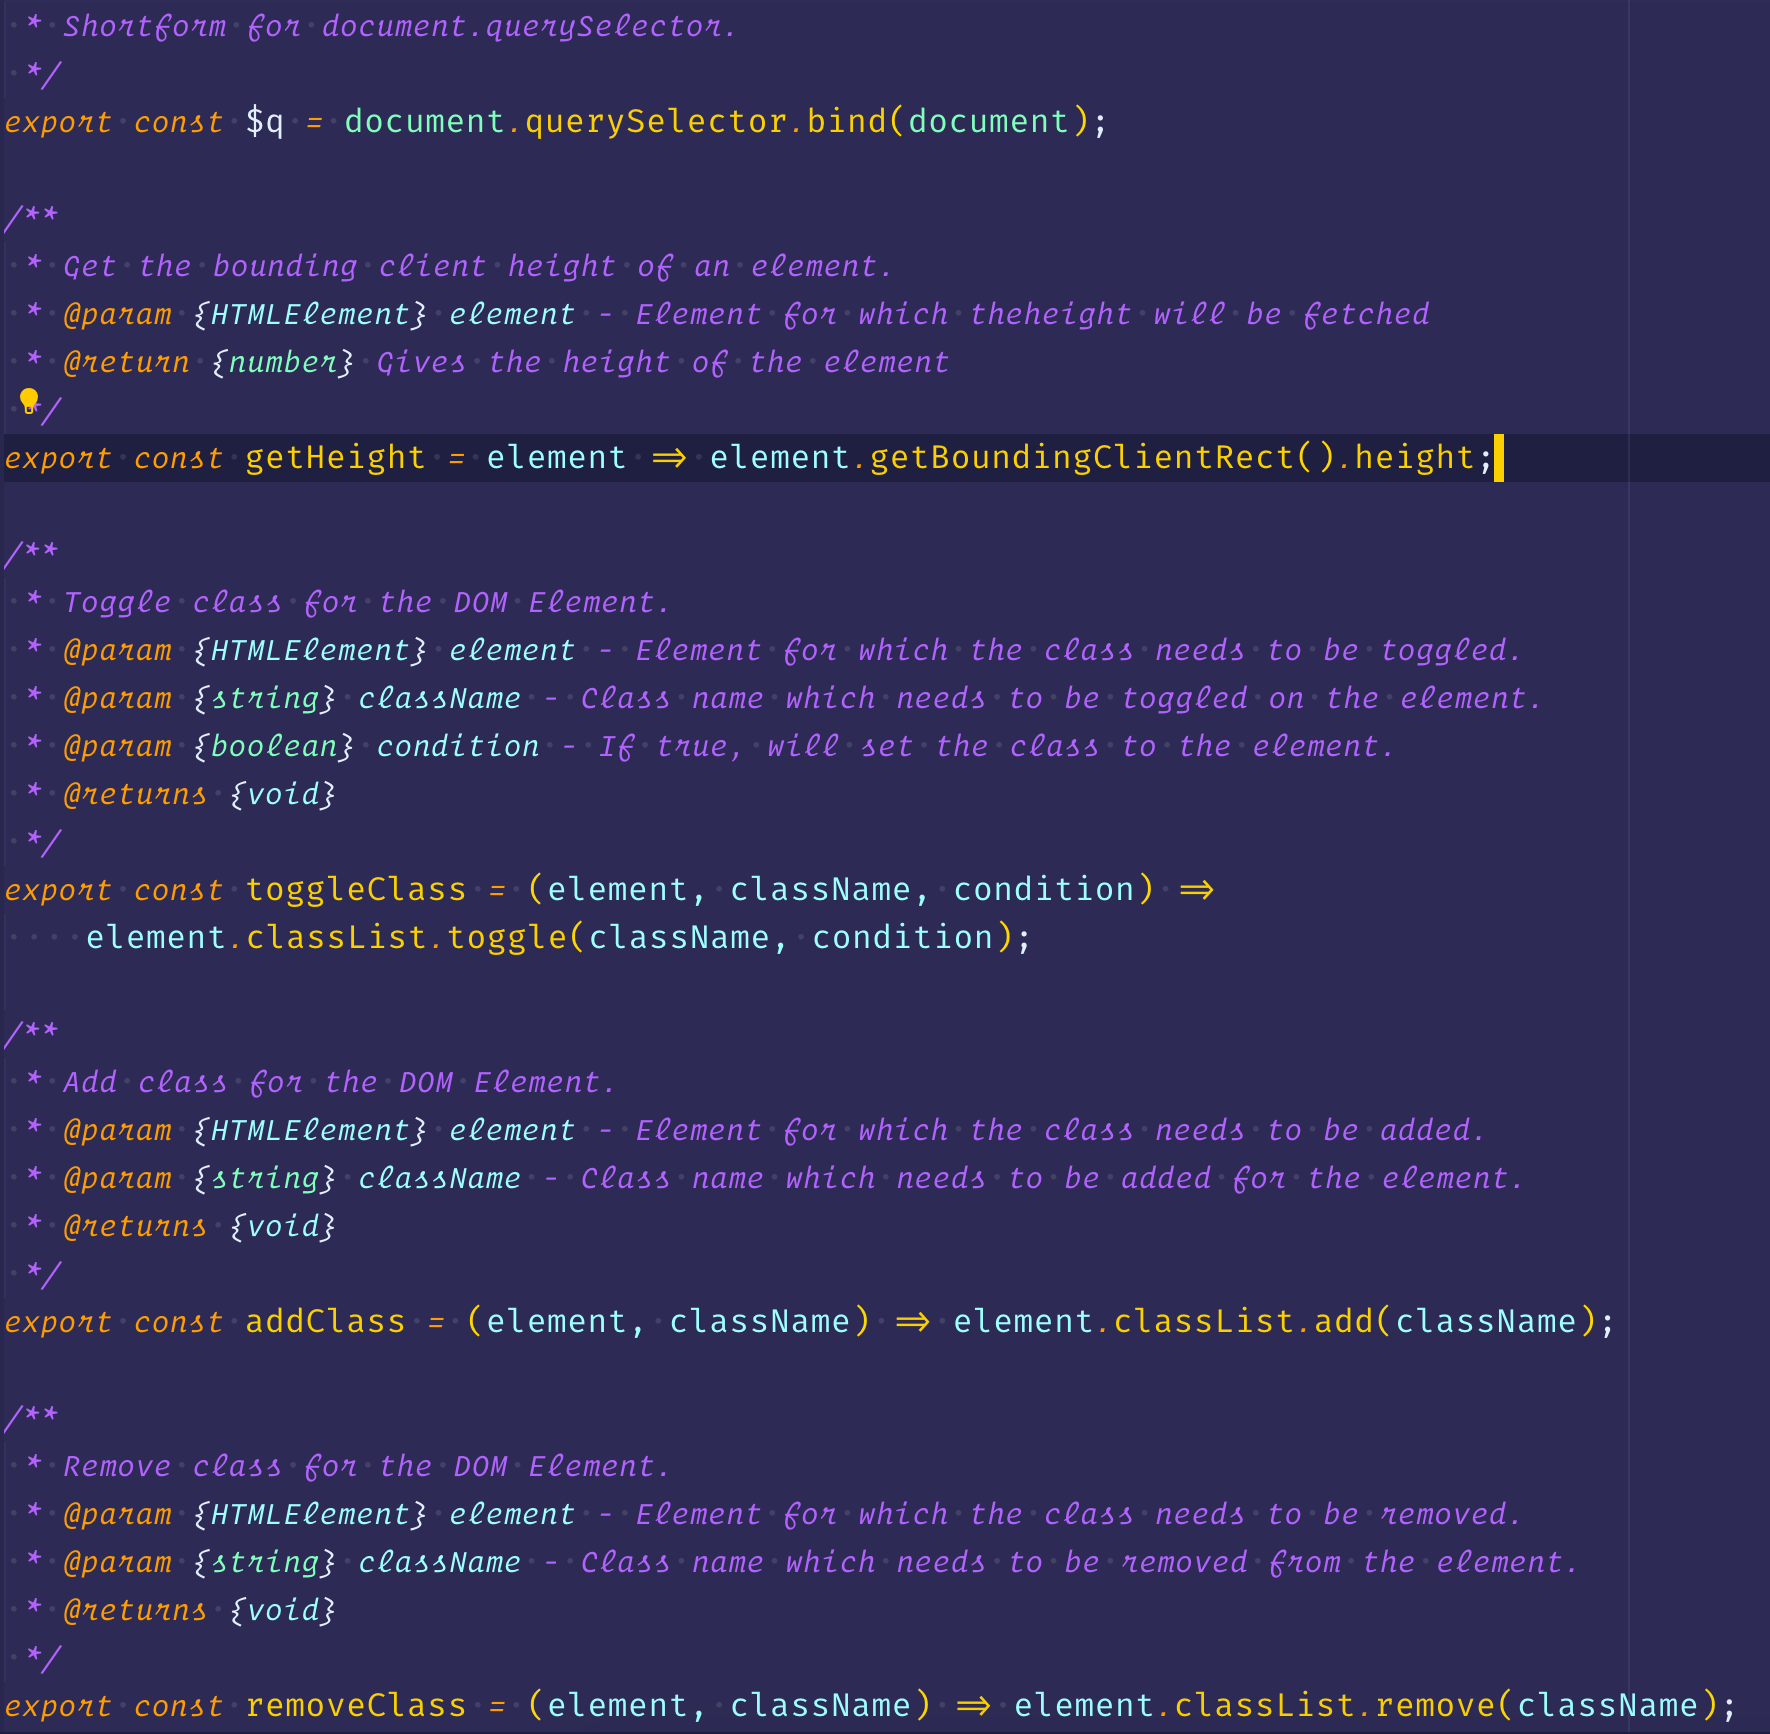 * Shortform for document.querySelector.
 */
export const $q = document.querySelector.bind(document);

/**
 * Get the bounding client height of an element.
 * @param {HTMLElement} element - Element for which theheight will be fetched
 * @return {number} Gives the height of the element
 */
export const getHeight = element => element.getBoundingClientRect().height;

/**
 * Toggle class for the DOM Element.
 * @param {HTMLElement} element - Element for which the class needs to be toggled.
 * @param {string} className - Class name which needs to be toggled on the element.
 * @param {boolean} condition - If true, will set the class to the element.
 * @returns {void}
 */
export const toggleClass = (element, className, condition) =>
    element.classList.toggle(className, condition);

/**
 * Add class for the DOM Element.
 * @param {HTMLElement} element - Element for which the class needs to be added.
 * @param {string} className - Class name which needs to be added for the element.
 * @returns {void}
 */
export const addClass = (element, className) => element.classList.add(className);

/**
 * Remove class for the DOM Element.
 * @param {HTMLElement} element - Element for which the class needs to be removed.
 * @param {string} className - Class name which needs to be removed from the element.
 * @returns {void}
 */
export const removeClass = (element, className) => element.classList.remove(className);